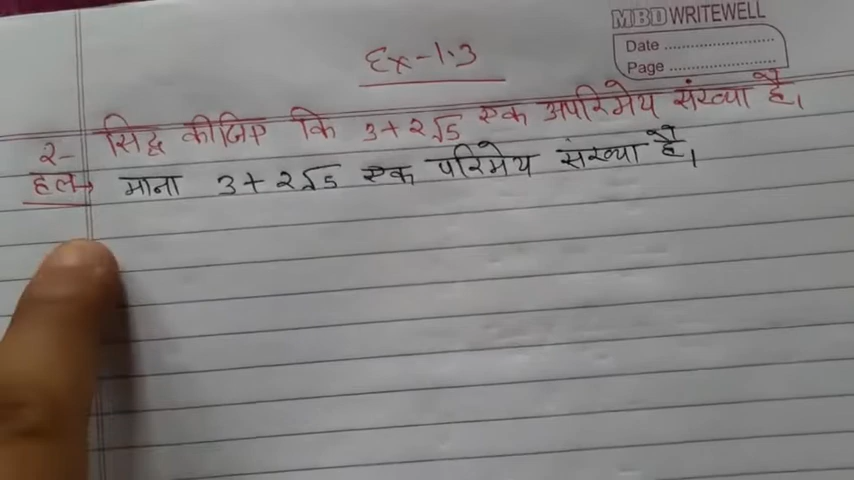 MBD WRITEWELL
Date ....................
Page ....................
Ex-1.3
2- सिद्ध कीजिए कि 3+2√5 एक अपरिमेय संख्या है।
हल→ माना 3+2√5 एक परिमेय संख्या है।